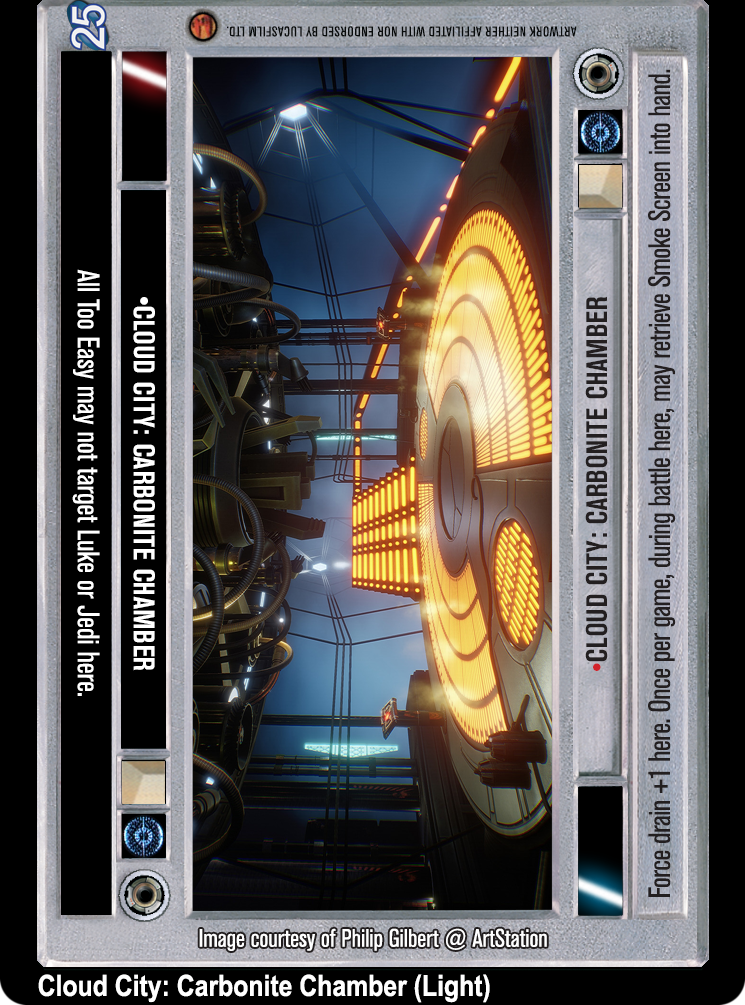 25
ARTWORK NEITHER AFFILIATED WITH NOR ENDORSED BY LUCASFILM LTD.
All Too Easy may not target Luke or Jedi here.
•CLOUD CITY: CARBONITE CHAMBER
•CLOUD CITY: CARBONITE CHAMBER
Force drain +1 here. Once per game, during battle here, may retrieve Smoke Screen into hand.
Image courtesy of Philip Gilbert @ ArtStation
Cloud City: Carbonite Chamber (Light)